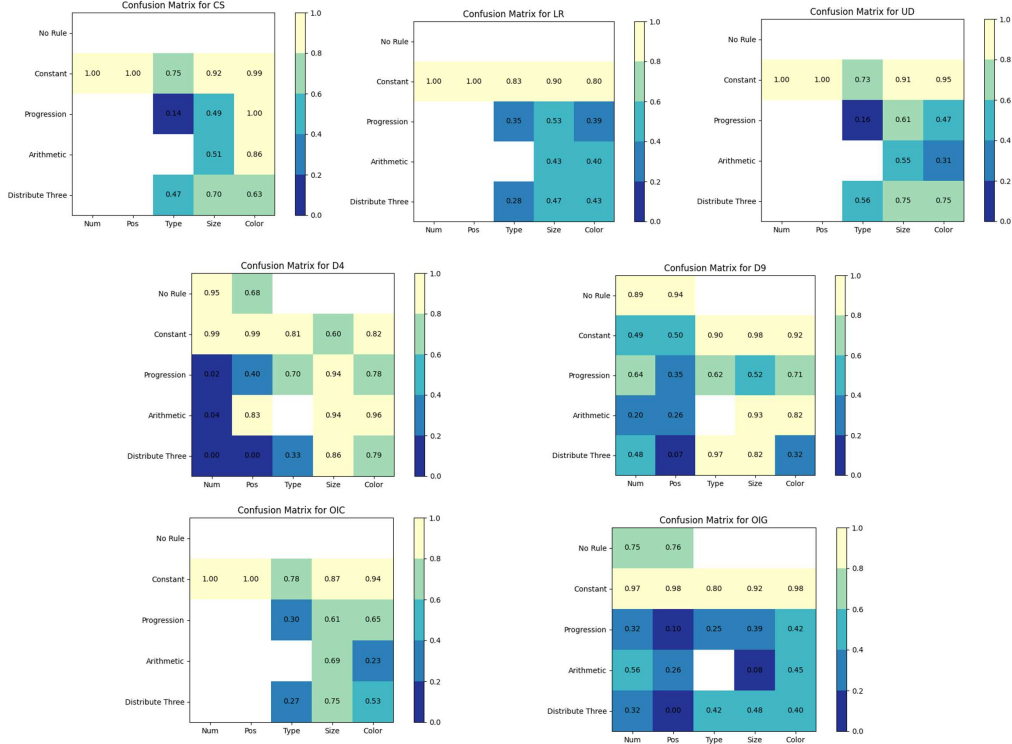 Confusion Matrix for CS
No Rule
Constant 1.00 1.00 0.75 0.92 0.99
Progression 0.14 0.49 1.00
Arithmetic 0.51 0.86
Distribute Three 0.47 0.70 0.63
Num Pos Type Size Color
1.0
0.8
0.6
0.4
0.2
0.0
Confusion Matrix for LR
No Rule
Constant 1.00 1.00 0.83 0.90 0.80
Progression 0.35 0.53 0.39
Arithmetic 0.43 0.40
Distribute Three 0.28 0.47 0.43
Num Pos Type Size Color
1.0
0.8
0.6
0.4
0.2
0.0
Confusion Matrix for UD
No Rule
Constant 1.00 1.00 0.73 0.91 0.95
Progression 0.16 0.61 0.47
Arithmetic 0.55 0.31
Distribute Three 0.56 0.75 0.75
Num Pos Type Size Color
1.0
0.8
0.6
0.4
0.2
0.0
Confusion Matrix for D4
No Rule 0.95 0.68
Constant 0.99 0.99 0.81 0.60 0.82
Progression 0.02 0.40 0.70 0.94 0.78
Arithmetic 0.04 0.83 0.94 0.96
Distribute Three 0.00 0.00 0.33 0.86 0.79
Num Pos Type Size Color
1.0
0.8
0.6
0.4
0.2
0.0
Confusion Matrix for D9
No Rule 0.89 0.94
Constant 0.49 0.50 0.90 0.98 0.92
Progression 0.64 0.35 0.62 0.52 0.71
Arithmetic 0.20 0.26 0.93 0.82
Distribute Three 0.48 0.07 0.97 0.82 0.32
Num Pos Type Size Color
1.0
0.8
0.6
0.4
0.2
0.0
Confusion Matrix for OIC
No Rule
Constant 1.00 1.00 0.78 0.87 0.94
Progression 0.30 0.61 0.65
Arithmetic 0.69 0.23
Distribute Three 0.27 0.75 0.53
Num Pos Type Size Color
1.0
0.8
0.6
0.4
0.2
0.0
Confusion Matrix for OIG
No Rule 0.75 0.76
Constant 0.97 0.98 0.80 0.92 0.98
Progression 0.32 0.10 0.25 0.39 0.42
Arithmetic 0.56 0.26 0.08 0.45
Distribute Three 0.32 0.00 0.42 0.48 0.40
Num Pos Type Size Color
1.0
0.8
0.6
0.4
0.2
0.0